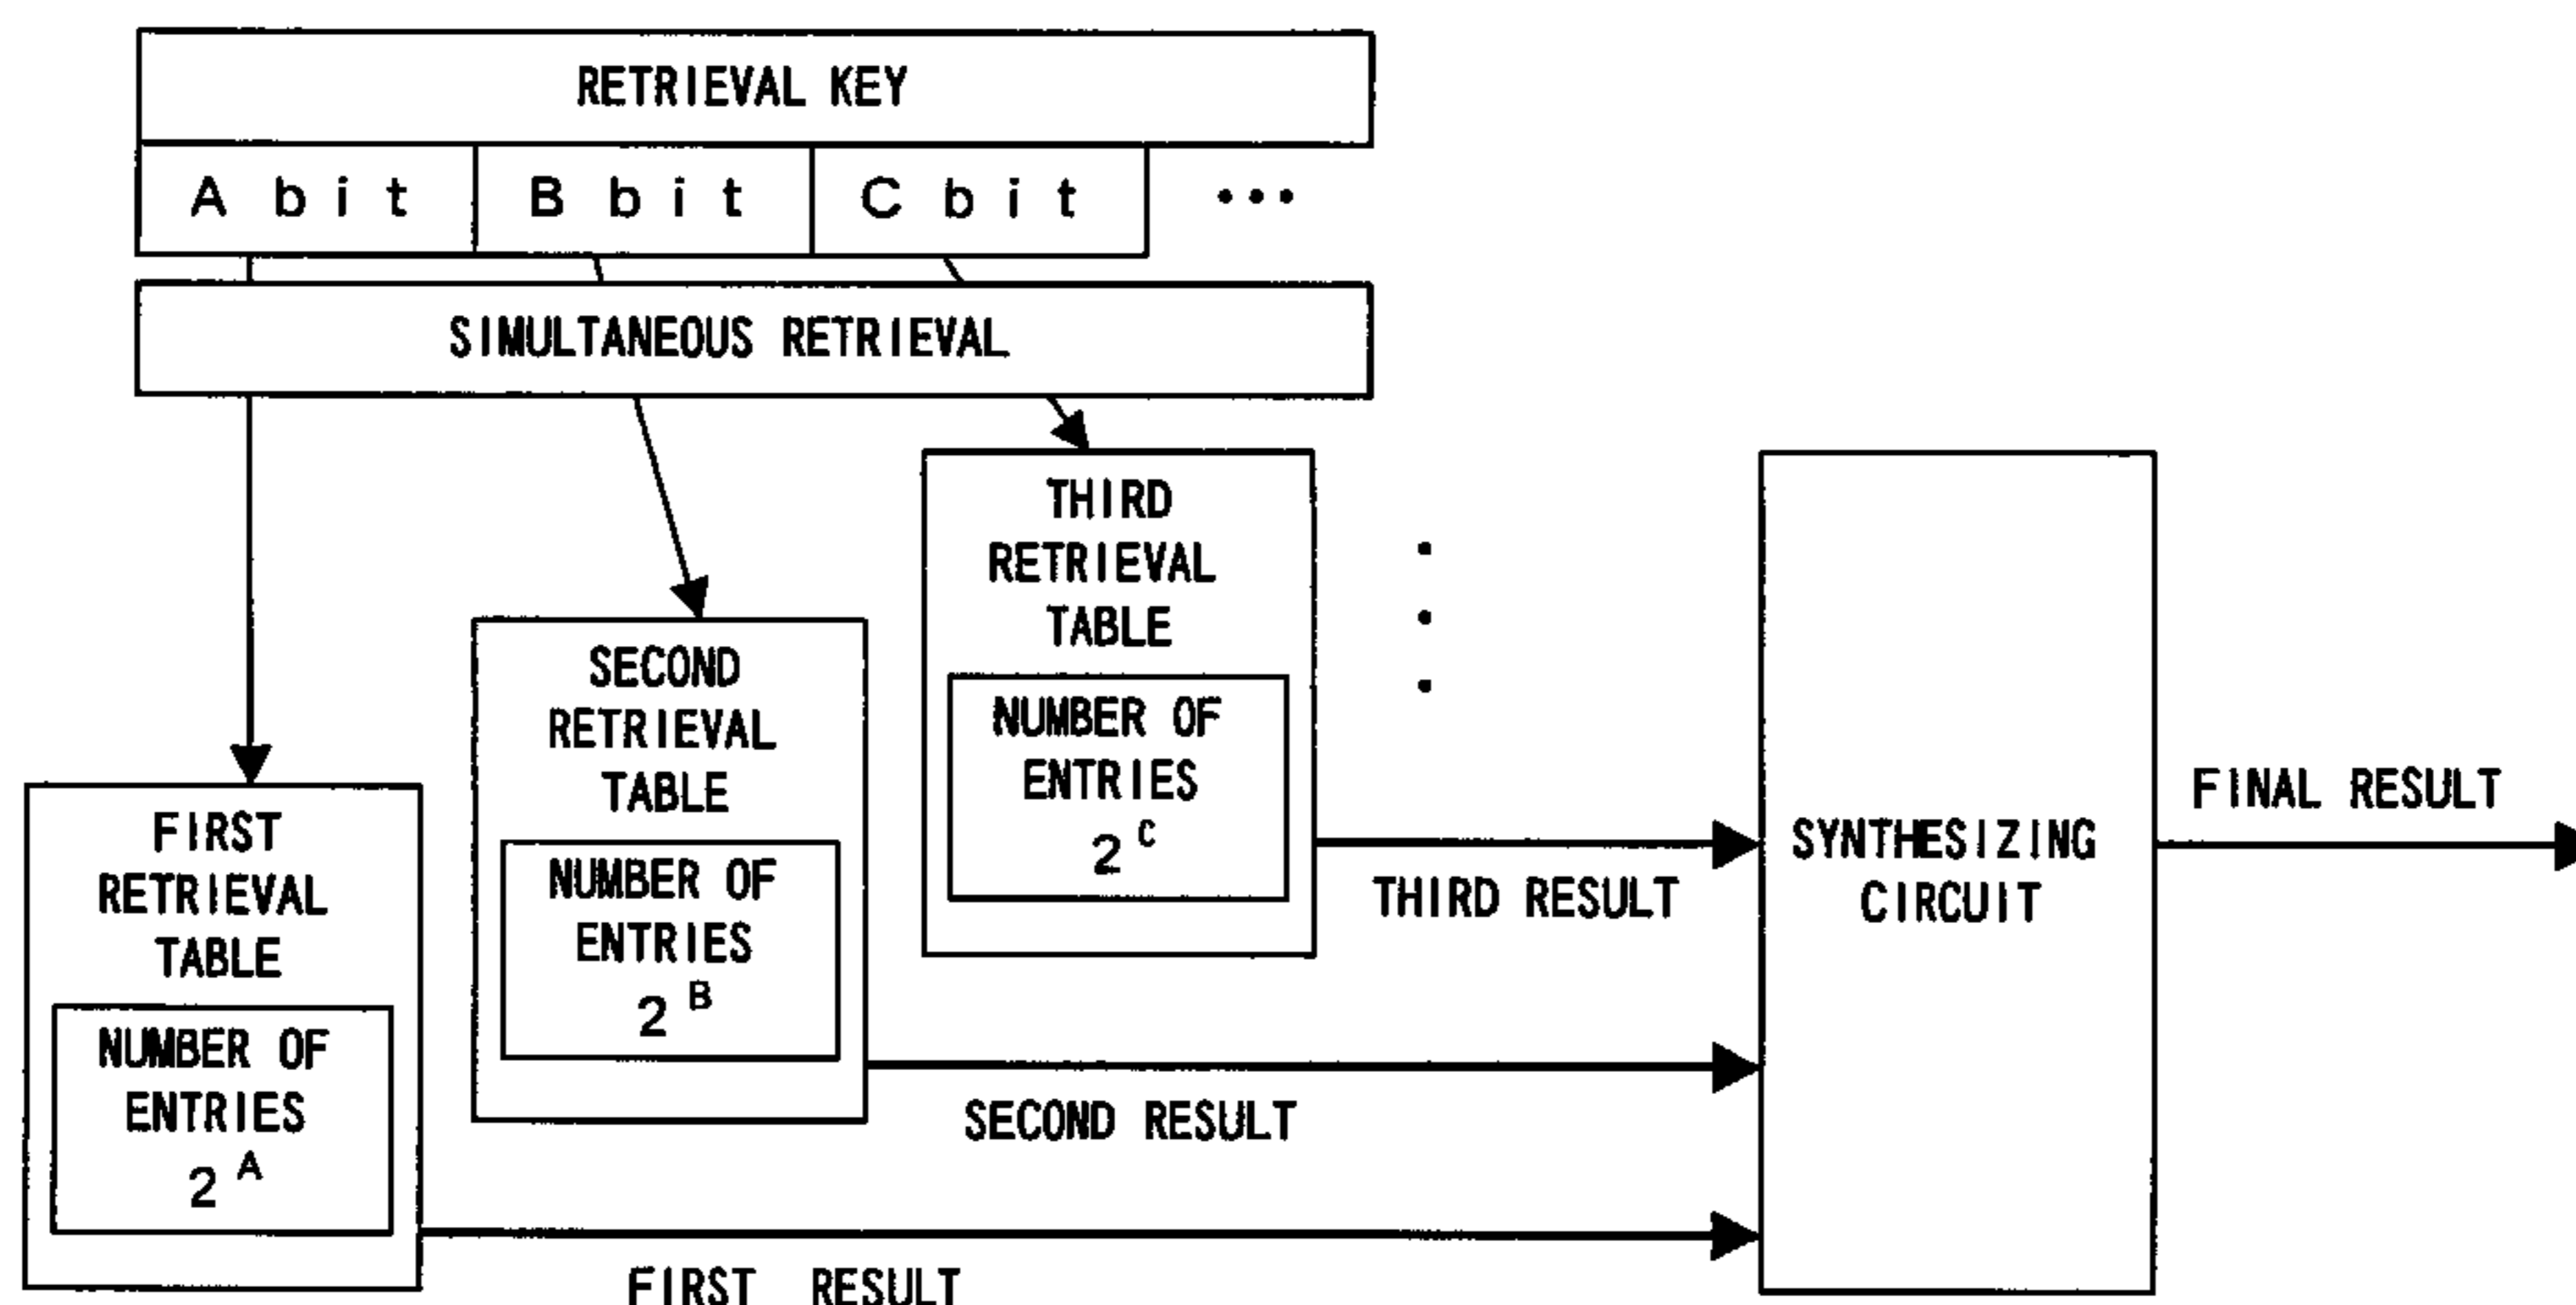 RETRIEVAL KEY
A bit B bit C bit ...
SIMULTANEOUS RETRIEVAL
THIRD
RETRIEVAL
TABLE
NUMBER OF
ENTRIES
2^C
SECOND
RETRIEVAL
TABLE
NUMBER OF
ENTRIES
2^B
FIRST
RETRIEVAL
TABLE
NUMBER OF
ENTRIES
2^A
THIRD RESULT
SECOND RESULT
FIRST RESULT
SYNTHESIZING
CIRCUIT
FINAL RESULT